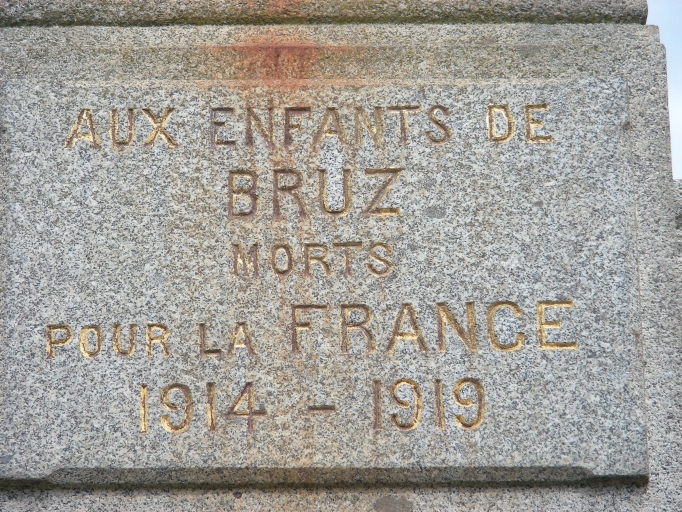 AUX ENFANTS DE
BRUZ
MORTS
POUR LA FRANCE
1914 - 1919